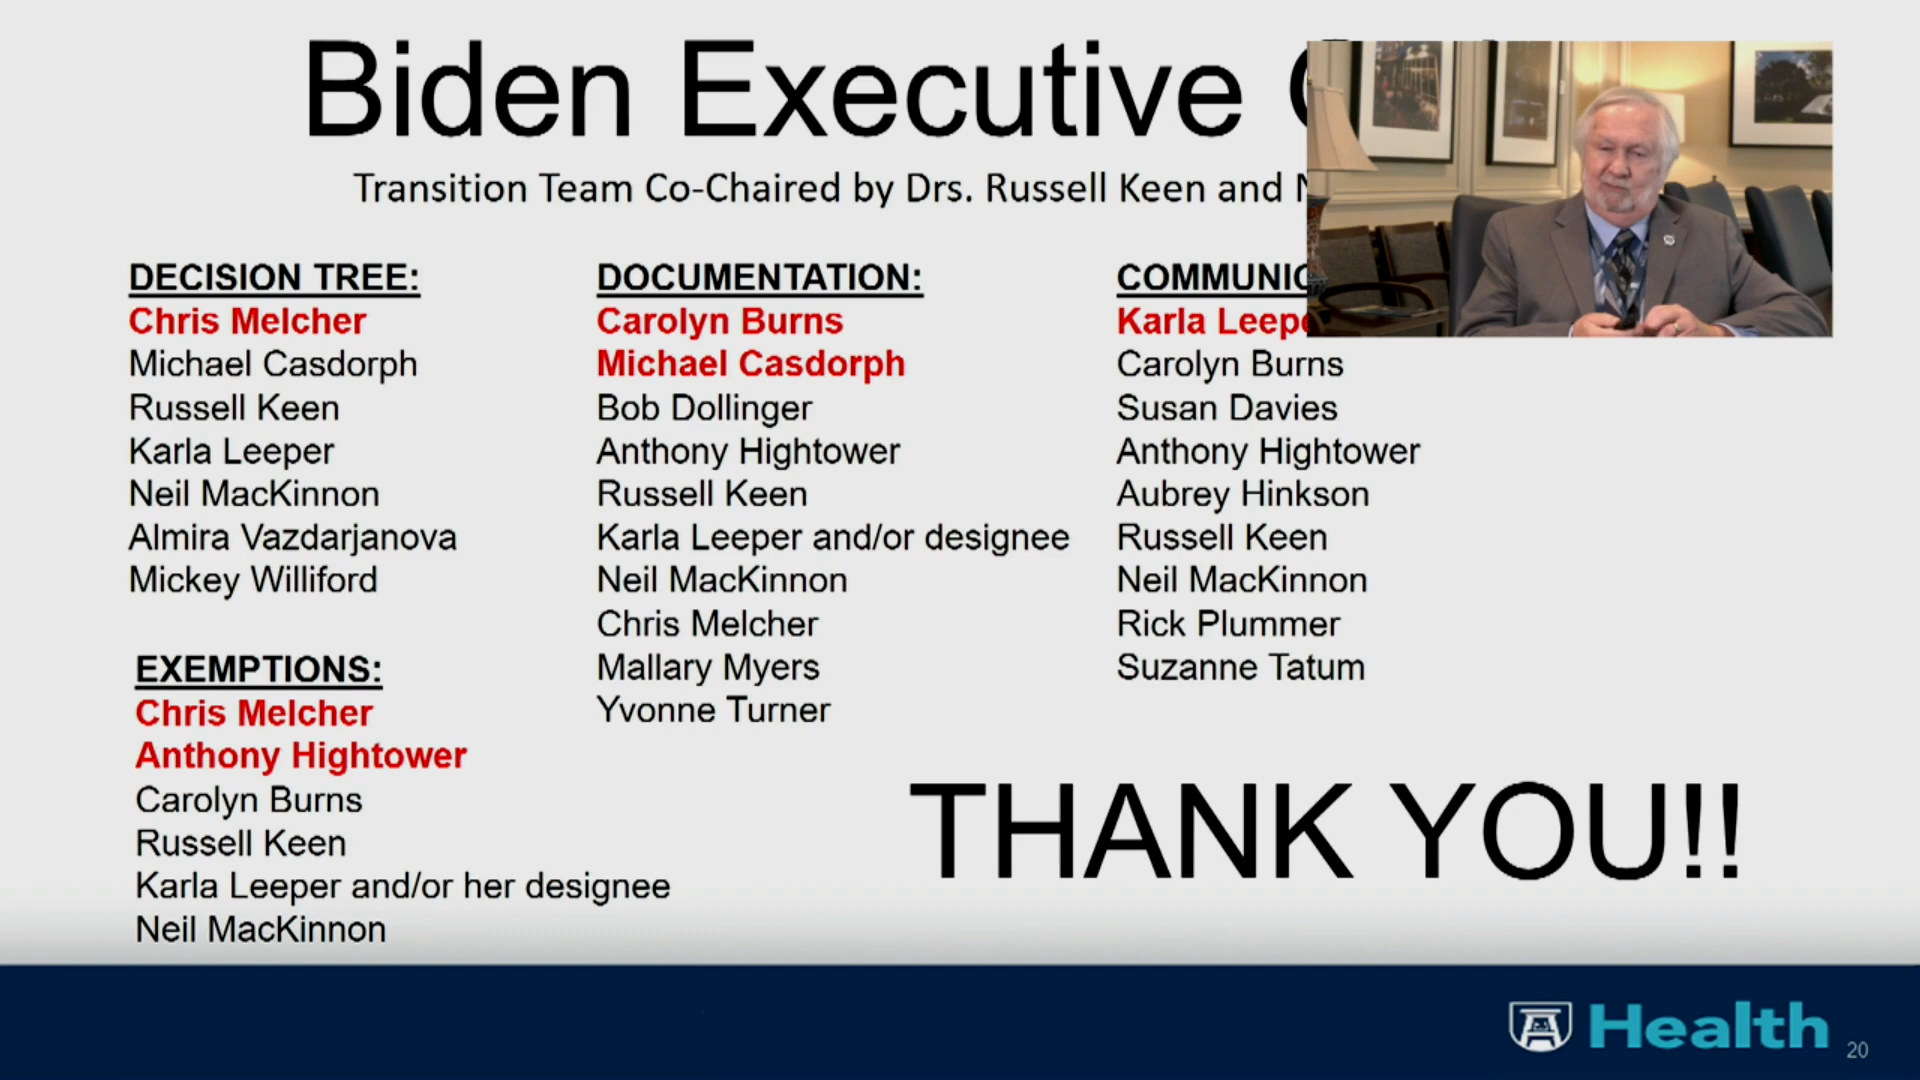 Biden Executive
Transition Team Co-Chaired by Drs. Russell Keen and
DECISION TREE:
Chris Melcher
Michael Casdorph
Russell Keen
Karla Leeper
Neil MacKinnon
Almira Vazdarjanova
Mickey Williford
EXEMPTIONS:
Chris Melcher
Anthony Hightower
Carolyn Burns
Russell Keen
Karla Leeper and/or her designee
Neil MacKinnon
DOCUMENTATION:
Carolyn Burns
Michael Casdorph
Bob Dollinger
Anthony Hightower
Russell Keen
Karla Leeper and/or designee
Neil MacKinnon
Chris Melcher
Mallary Myers
Yvonne Turner
COMMUNIC
Karla Leepe
Carolyn Burns
Susan Davies
Anthony Hightower
Aubrey Hinkson
Russell Keen
Neil MacKinnon
Rick Plummer
Suzanne Tatum
THANK YOU!!
Health
20